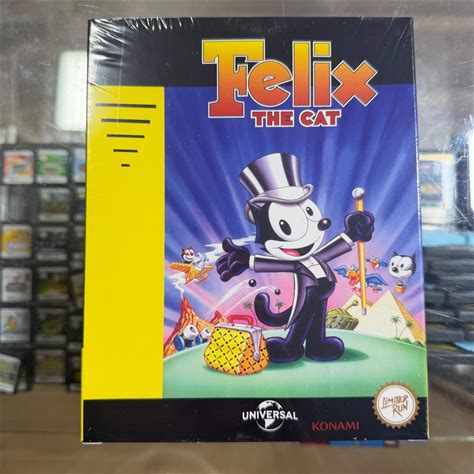 Felix
THE CAT
UNIVERSAL
KONAMI
LIMITED
RUN